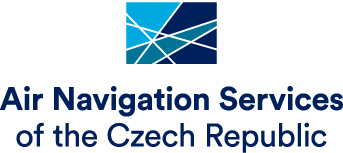 Air Navigation Services
of the Czech Republic